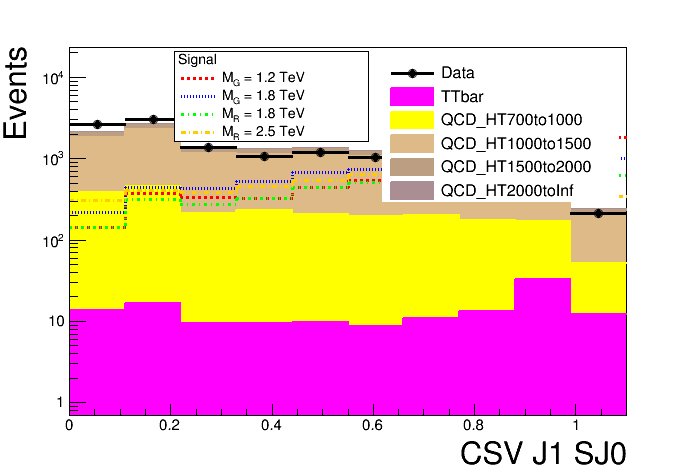 Events
10^4
10^3
10^2
10
1
Signal
M_G = 1.2 TeV
M_G = 1.8 TeV
M_R = 1.8 TeV
M_R = 2.5 TeV
Data
TTbar
QCD_HT700to1000
QCD_HT1000to1500
QCD_HT1500to2000
QCD_HT2000toInf
0 0.2 0.4 0.6 0.8 1
CSV J1 SJ0